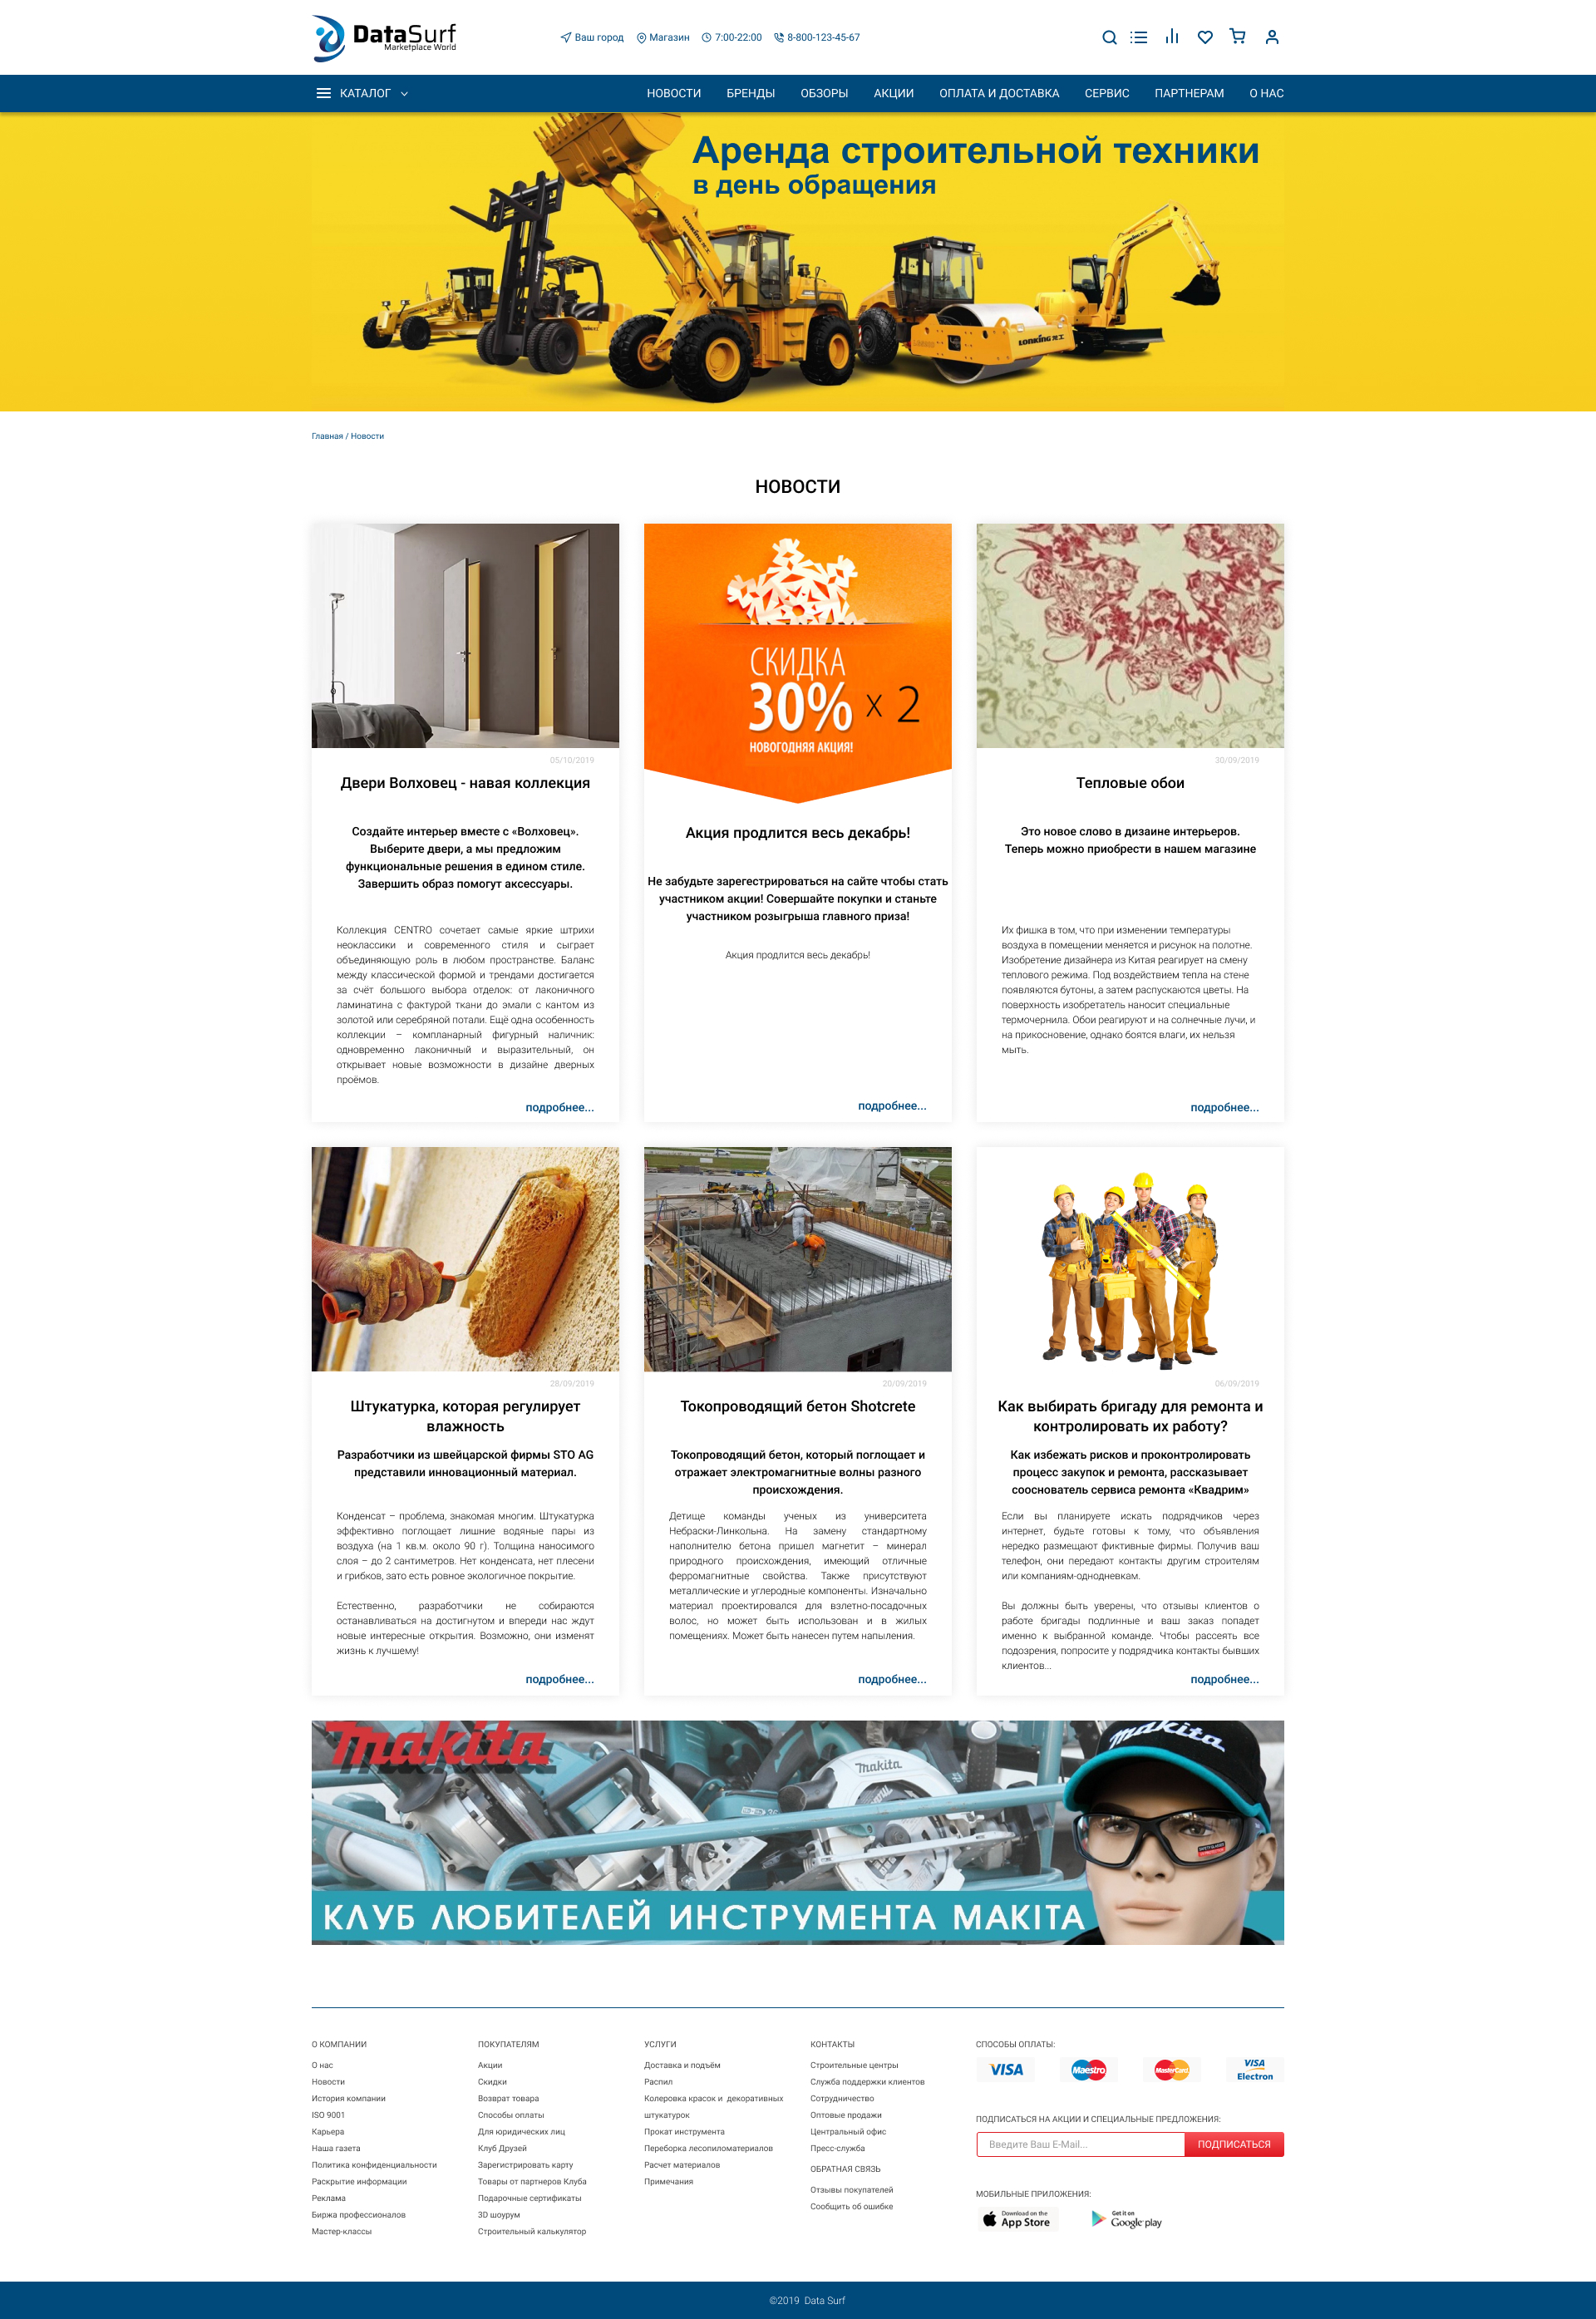 DataSurf
Marketplace World
Ваш город
Магазин
7:00-22:00
8-800-123-45-67
КАТАЛОГ
НОВОСТИ
БРЕНДЫ
ОБЗОРЫ
АКЦИИ
ОПЛАТА И ДОСТАВКА
СЕРВИС
ПАРТНЕРАМ
О НАС
Аренда строительной техники
в день обращения
LONKING
LONKING
Главная / Новости
НОВОСТИ
05/10/2019
Двери Волховец - навая коллекция
Создайте интерьер вместе с «Волховец».
Выберите двери, а мы предложим
функциональные решения в едином стиле.
Завершить образ помогут аксессуары.
Коллекция CENTRO сочетает самые яркие штрихи
неоклассики и современного стиля и сыграет
объединяющую роль в любом пространстве. Баланс
между классической формой и трендами достигается
за счёт большого выбора отделок: от лаконичного
ламинатина с фактурой ткани до эмали с кантом из
золотой или серебряной потали. Ещё одна особенность
коллекции – компланарный фигурный наличник:
одновременно лаконичный и выразительный, он
открывает новые возможности в дизайне дверных
проёмов.
подробнее...
СКИДКА
30% x 2
НОВОГОДНЯЯ АКЦИЯ!
Акция продлится весь декабрь!
Не забудьте зарегестрироваться на сайте чтобы стать
участником акции! Совершайте покупки и станьте
участником розыгрыша главного приза!
Акция продлится весь декабрь!
подробнее...
30/09/2019
Тепловые обои
Это новое слово в дизаине интерьеров.
Теперь можно приобрести в нашем магазине
Их фишка в том, что при изменении температуры
воздуха в помещении меняется и рисунок на полотне.
Изобретение дизайнера из Китая реагирует на смену
теплового режима. Под воздействием тепла на стене
появляются бутоны, а затем распускаются цветы. На
поверхность изобретатель наносит специальные
термочернила. Обои реагируют и на солнечные лучи, и
на прикосновение, однако боятся влаги, их нельзя
мыть.
подробнее...
28/09/2019
Штукатурка, которая регулирует
влажность
Разработчики из швейцарской фирмы STO AG
представили инновационный материал.
Конденсат – проблема, знакомая многим. Штукатурка
эффективно поглощает лишние водяные пары из
воздуха (на 1 кв.м. около 90 г). Толщина наносимого
слоя – до 2 сантиметров. Нет конденсата, нет плесени
и грибков, зато есть ровное экологичное покрытие.
Естественно, разработчики не собираются
останавливаться на достигнутом и впереди нас ждут
новые интересные открытия. Возможно, они изменят
жизнь к лучшему!
подробнее...
20/09/2019
Токопроводящий бетон Shotcrete
Токопроводящий бетон, который поглощает и
отражает электромагнитные волны разного
происхождения.
Детище команды ученых из университета
Небраски-Линкольна. На замену стандартному
наполнителю бетона пришел магнетит – минерал
природного происхождения, имеющий отличные
ферромагнитные свойства. Также присутствуют
металлические и углеродные компоненты. Изначально
материал проектировался для взлетно-посадочных
волос, но может быть использован и в жилых
помещениях. Может быть нанесен путем напыления.
подробнее...
06/09/2019
Как выбирать бригаду для ремонта и
контролировать их работу?
Как избежать рисков и проконтролировать
процесс закупок и ремонта, рассказывает
сооснователь сервиса ремонта «Квадрим»
Если вы планируете искать подрядчиков через
интернет, будьте готовы к тому, что объявления
нередко размещают фиктивные фирмы. Получив ваш
телефон, они передают контакты другим строителям
или компаниям-однодневкам.
Вы должны быть уверены, что отзывы клиентов о
работе бригады подлинные и ваш заказ попадет
именно к выбранной команде. Чтобы рассеять все
подозрения, попросите у подрядчика контакты бывших
клиентов...
подробнее...
makita
makita
makita
КЛУБ ЛЮБИТЕЛЕЙ ИНСТРУМЕНТА MAKITA
О КОМПАНИИ
О нас
Новости
История компании
ISO 9001
Карьера
Наша газета
Политика конфиденциальности
Раскрытие информации
Реклама
Биржа профессионалов
Мастер-классы
ПОКУПАТЕЛЯМ
Акции
Скидки
Возврат товара
Способы оплаты
Для юридических лиц
Клуб Друзей
Зарегистрировать карту
Товары от партнеров Клуба
Подарочные сертификаты
3D шоурум
Строительный калькулятор
УСЛУГИ
Доставка и подъём
Распил
Колеровка красок и декоративных
штукатурок
Прокат инструмента
Переборка лесопиломатериалов
Расчет материалов
Примечания
КОНТАКТЫ
Строительные центры
Служба поддержки клиентов
Сотрудничество
Оптовые продажи
Центральный офис
Пресс-служба
ОБРАТНАЯ СВЯЗЬ
Отзывы покупателей
Сообщить об ошибке
СПОСОБЫ ОПЛАТЫ:
VISA
Maestro
MasterCard
VISA
Electron
ПОДПИСАТЬСЯ НА АКЦИИ И СПЕЦИАЛЬНЫЕ ПРЕДЛОЖЕНИЯ:
Введите Ваш E-Mail...
ПОДПИСАТЬСЯ
МОБИЛЬНЫЕ ПРИЛОЖЕНИЯ:
Download on the
App Store
Get it on
Google play
©2019 Data Surf